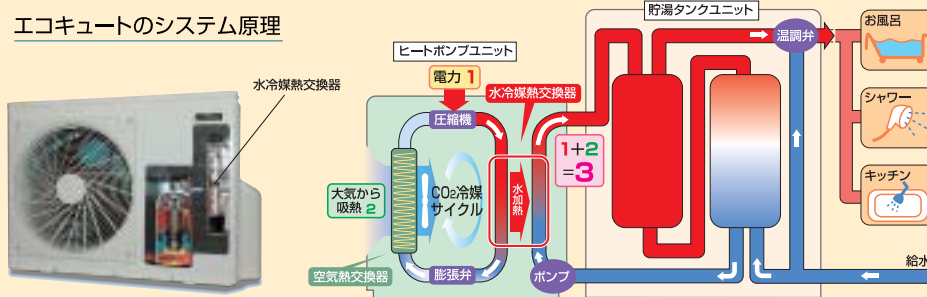 エコキュートのシステム原理
水冷媒熱交換器
ヒートポンプユニット
電力 1
圧縮機
水冷媒熱交換器
大気から
吸熱 2
CO2冷媒
サイクル
水加熱
1+2
=3
空気熱交換器
膨張弁
ポンプ
貯湯タンクユニット
温調弁
お風呂
シャワー
キッチン
給水